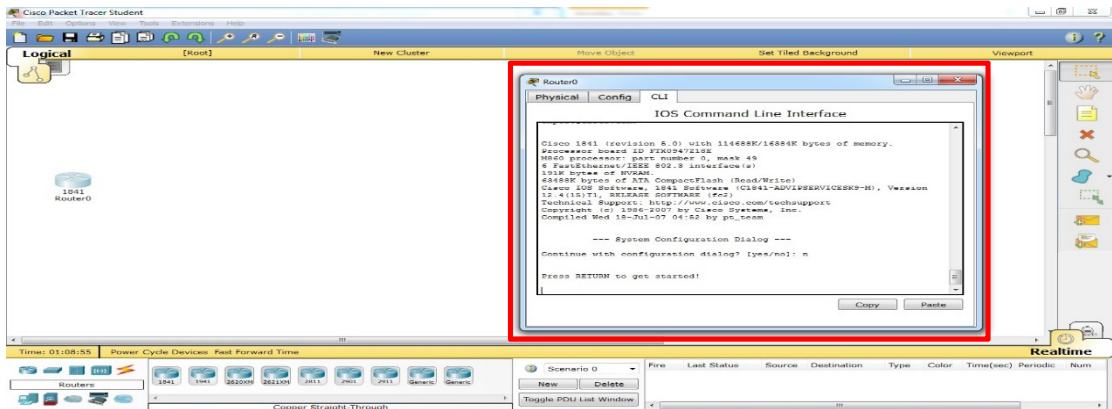 Cisco Packet Tracer Student
File Edit Options View Tools Extensions Help
Logical [Root] New Cluster Move Object Set Tiled Background Viewport
Router0
Physical Config CLI
IOS Command Line Interface
Cisco 1841 (revision 5.0) with 114688K/16384K bytes of memory.
Processor board ID FTX0947Z18E
M860 processor: part number 0, mask 49
6 FastEthernet/IEEE 802.3 interface(s)
191K bytes of NVRAM.
63488K bytes of ATA CompactFlash (Read/Write)
Cisco IOS Software, 1841 Software (C1841-ADVIPSERVICESK9-M), Version
12.4(15)T1, RELEASE SOFTWARE (fc2)
Technical Support: http://www.cisco.com/techsupport
Copyright (c) 1986-2007 by Cisco Systems, Inc.
Compiled Wed 18-Jul-07 04:52 by pt_team
--- System Configuration Dialog ---
Continue with configuration dialog? [yes/no]: n
Press RETURN to get started!
Copy Paste
1841
Router0
Time: 01:08:55 Power Cycle Devices Fast Forward Time Realtime
Routers
1841 1941 2620XM 2621XM 2811 2901 2911 Generic Generic
Copper Straight-Through
Scenario 0
New Delete
Toggle PDU List Window
Fire Last Status Source Destination Type Color Time(sec) Periodic Num